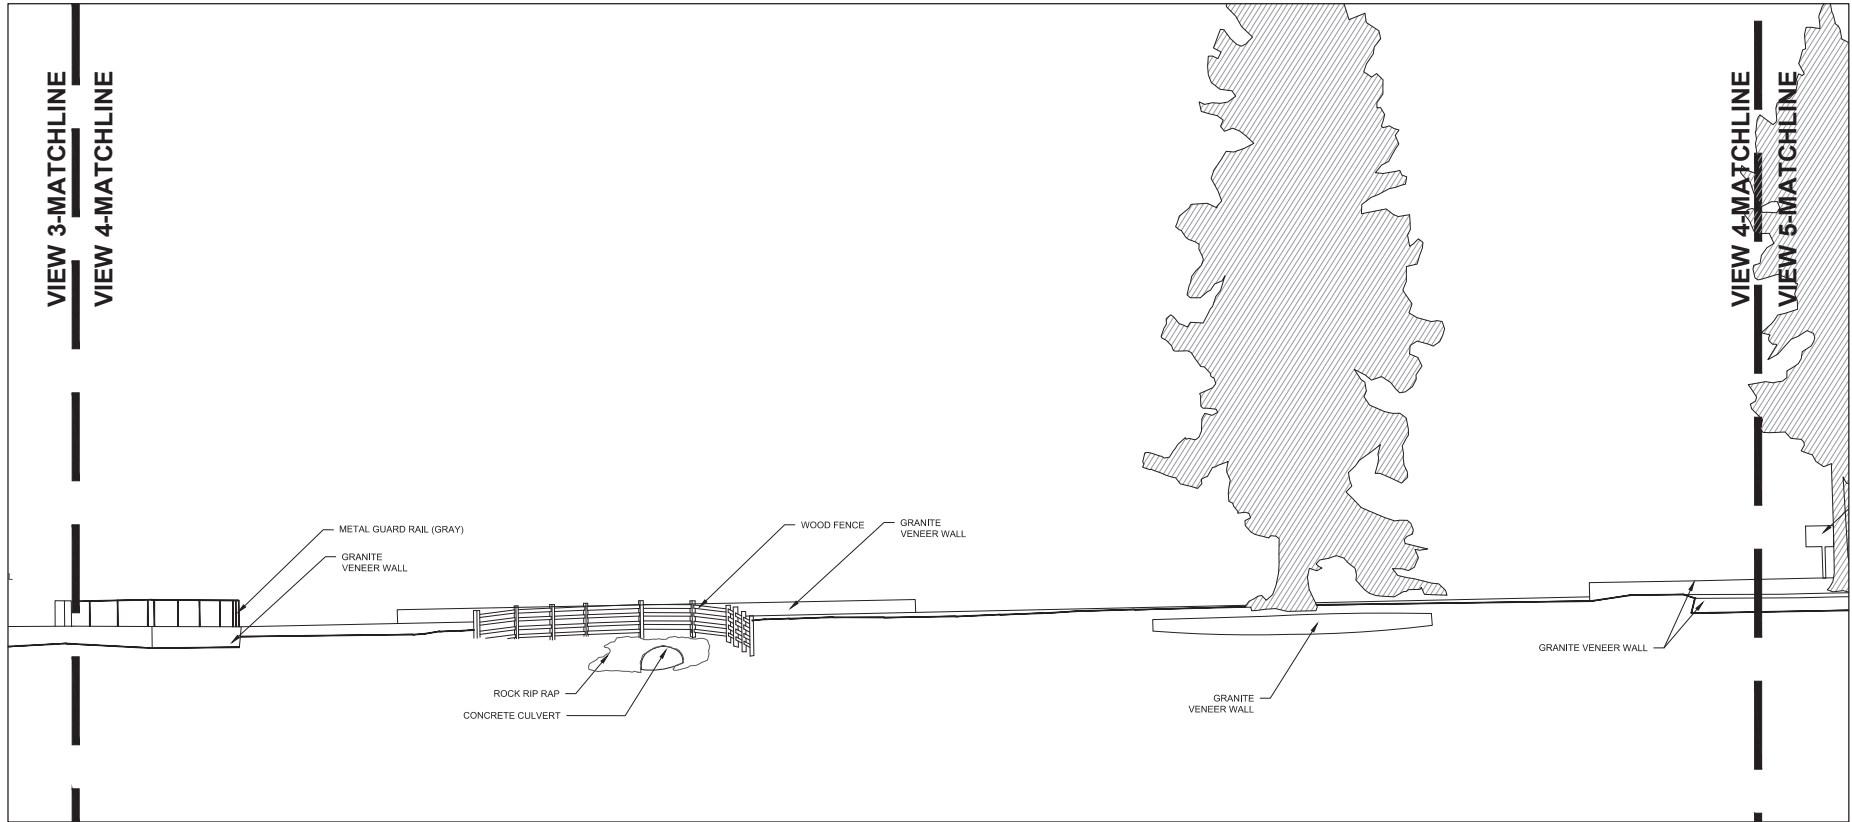 VIEW 3-MATCHLINE
VIEW 4-MATCHLINE
VIEW 4-MATCHLINE
VIEW 5-MATCHLINE
METAL GUARD RAIL (GRAY)
GRANITE
VENEER WALL
WOOD FENCE
GRANITE
VENEER WALL
L
ROCK RIP RAP
CONCRETE CULVERT
GRANITE
VENEER WALL
GRANITE VENEER WALL